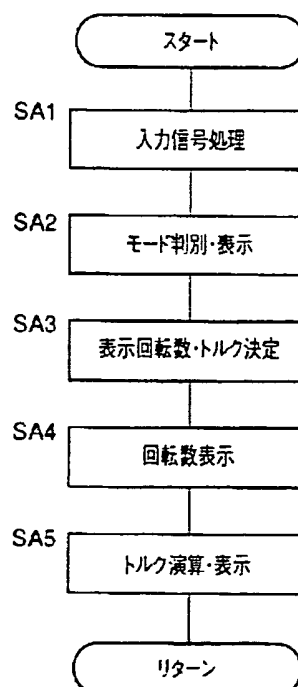 スタート
SA1
入力信号処理
SA2
モード判別・表示
SA3
表示回転数・トルク決定
SA4
回転数表示
SA5
トルク演算・表示
リターン